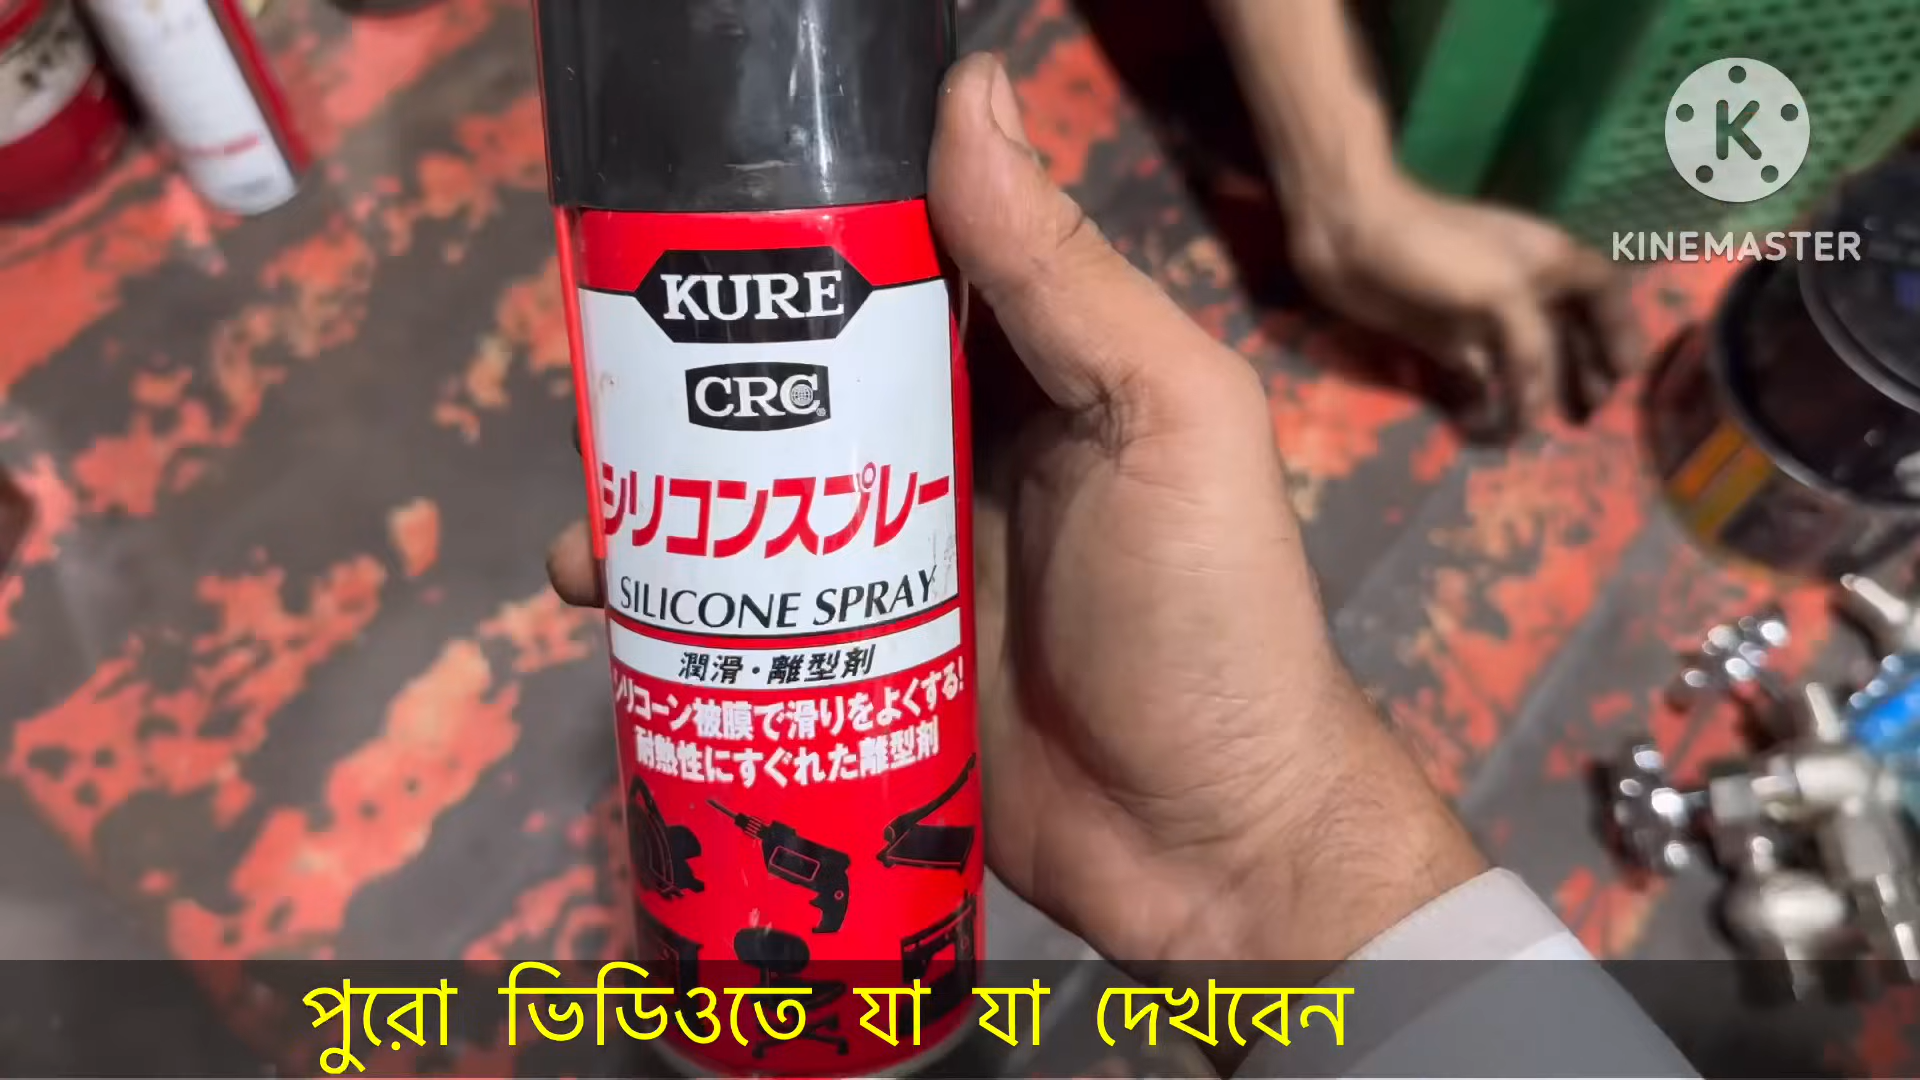 KURE
CRC
シリコンスプレー
SILICONE SPRAY
潤滑・離型剤
シリコーン被膜で滑りをよくする!
耐熱性にすぐれた離型剤
K
KINEMASTER
পুরো ভিডিওতে যা যা দেখবেন